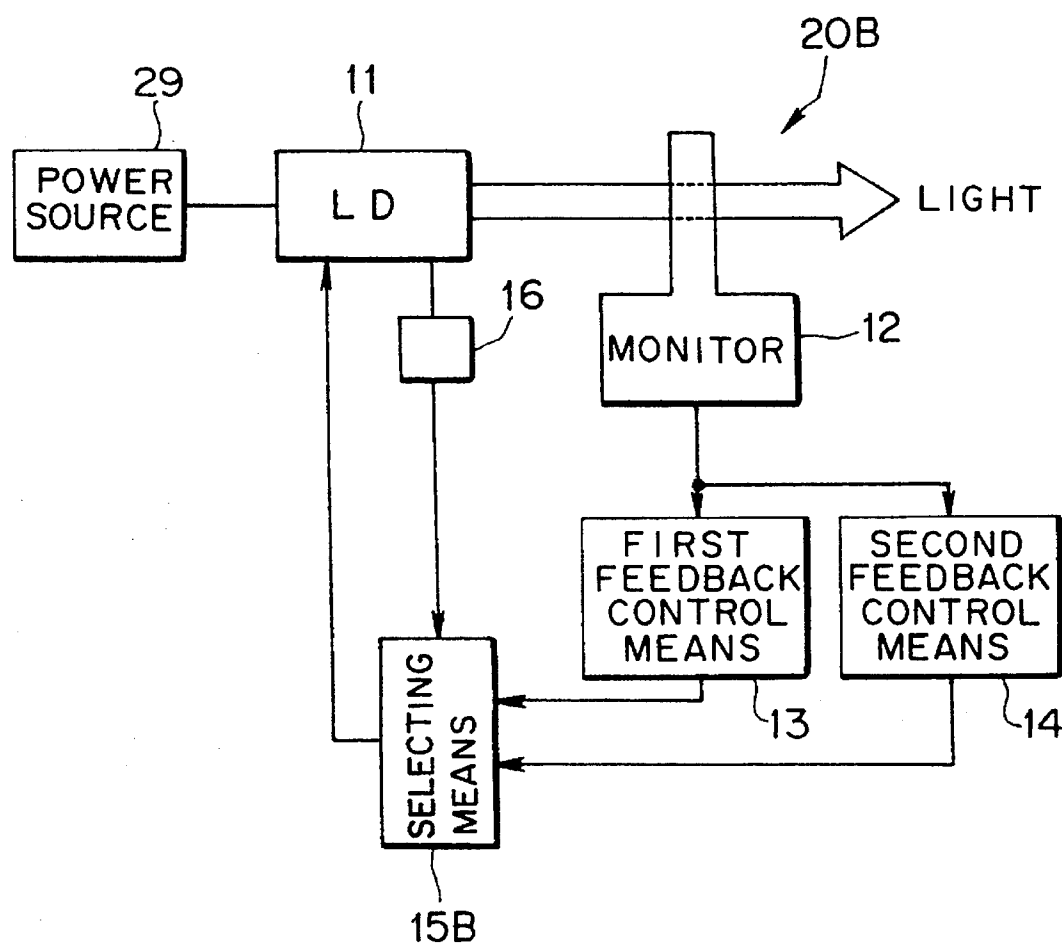 20B
29
11
POWER
SOURCE
LD
LIGHT
16
MONITOR
12
FIRST
FEEDBACK
CONTROL
MEANS
SECOND
FEEDBACK
CONTROL
MEANS
13
14
SELECTING
MEANS
15B